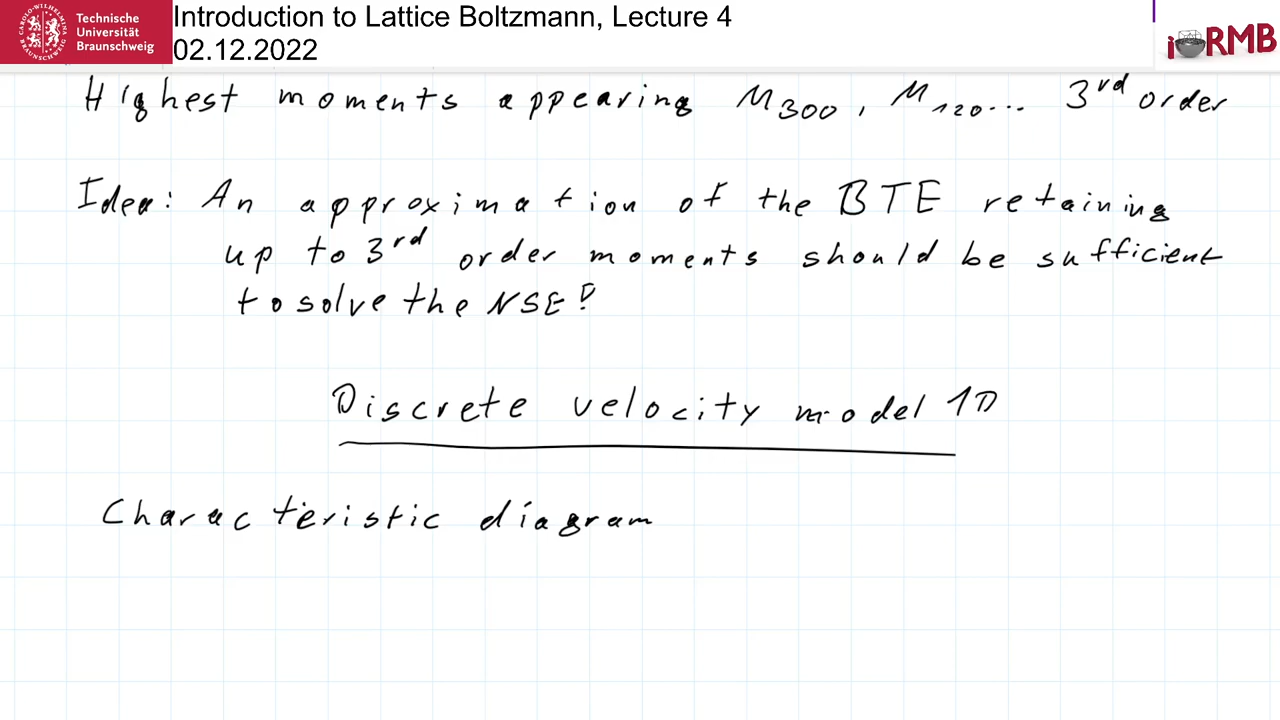 Technische
Universität
Braunschweig
Introduction to Lattice Boltzmann, Lecture 4
02.12.2022
iRMB
Highest moments appearing M300, M120... 3rd order
Idea: An approximation of the BTE retaining
up to 3rd order moments should be sufficient
to solve the NSE!
Discrete velocity model 1D
Characteristic diagram